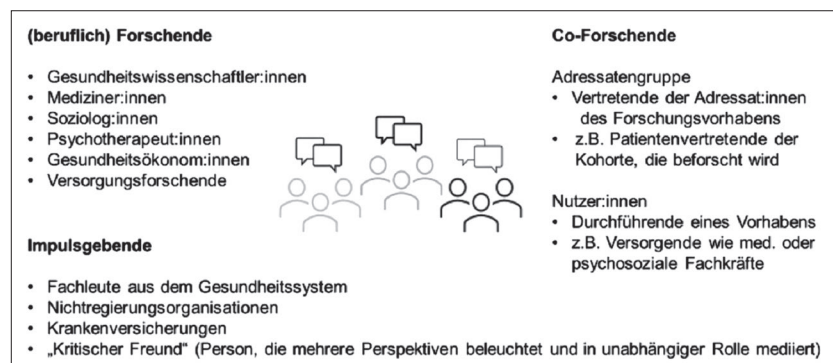 (beruflich) Forschende
• Gesundheitswissenschaftler:innen
• Mediziner:innen
• Soziolog:innen
• Psychotherapeut:innen
• Gesundheitsökonom:innen
• Versorgungsforschende
Impulsgebende
• Fachleute aus dem Gesundheitssystem
• Nichtregierungsorganisationen
• Krankenversicherungen
• „Kritischer Freund“ (Person, die mehrere Perspektiven beleuchtet und in unabhängiger Rolle mediiert)
Co-Forschende
Adressatengruppe
• Vertretende der Adressat:innen
des Forschungsvorhabens
• z.B. Patientenvertretende der
Kohorte, die beforscht wird
Nutzer:innen
• Durchführende eines Vorhabens
• z.B. Versorgende wie med. oder
psychosoziale Fachkräfte